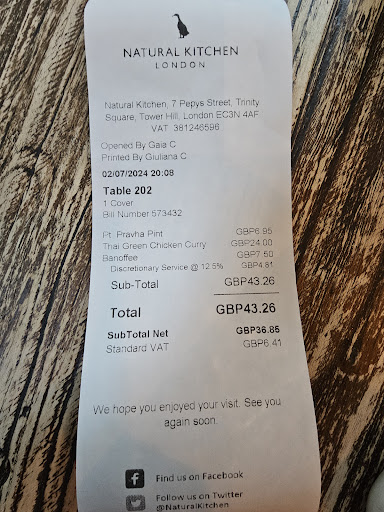 NATURAL KITCHEN
LONDON
Natural Kitchen, 7 Pepys Street, Trinity
Square, Tower Hill, London EC3N 4AF
VAT 381246596
Opened By Gaia C
Printed By Giuliana C
02/07/2024 20:08
Table 202
1 Cover
Bill Number 573432
Pt. Pravha Pint GBP6.95
Thai Green Chicken Curry GBP24.00
Banoffee GBP7.50
Discretionary Service @ 12.5% GBP4.81
Sub-Total GBP43.26
Total GBP43.26
SubTotal Net GBP36.85
Standard VAT GBP6.41
We hope you enjoyed your visit. See you
again soon.
Find us on Facebook
Follow us on Twitter
@NaturalKitchen